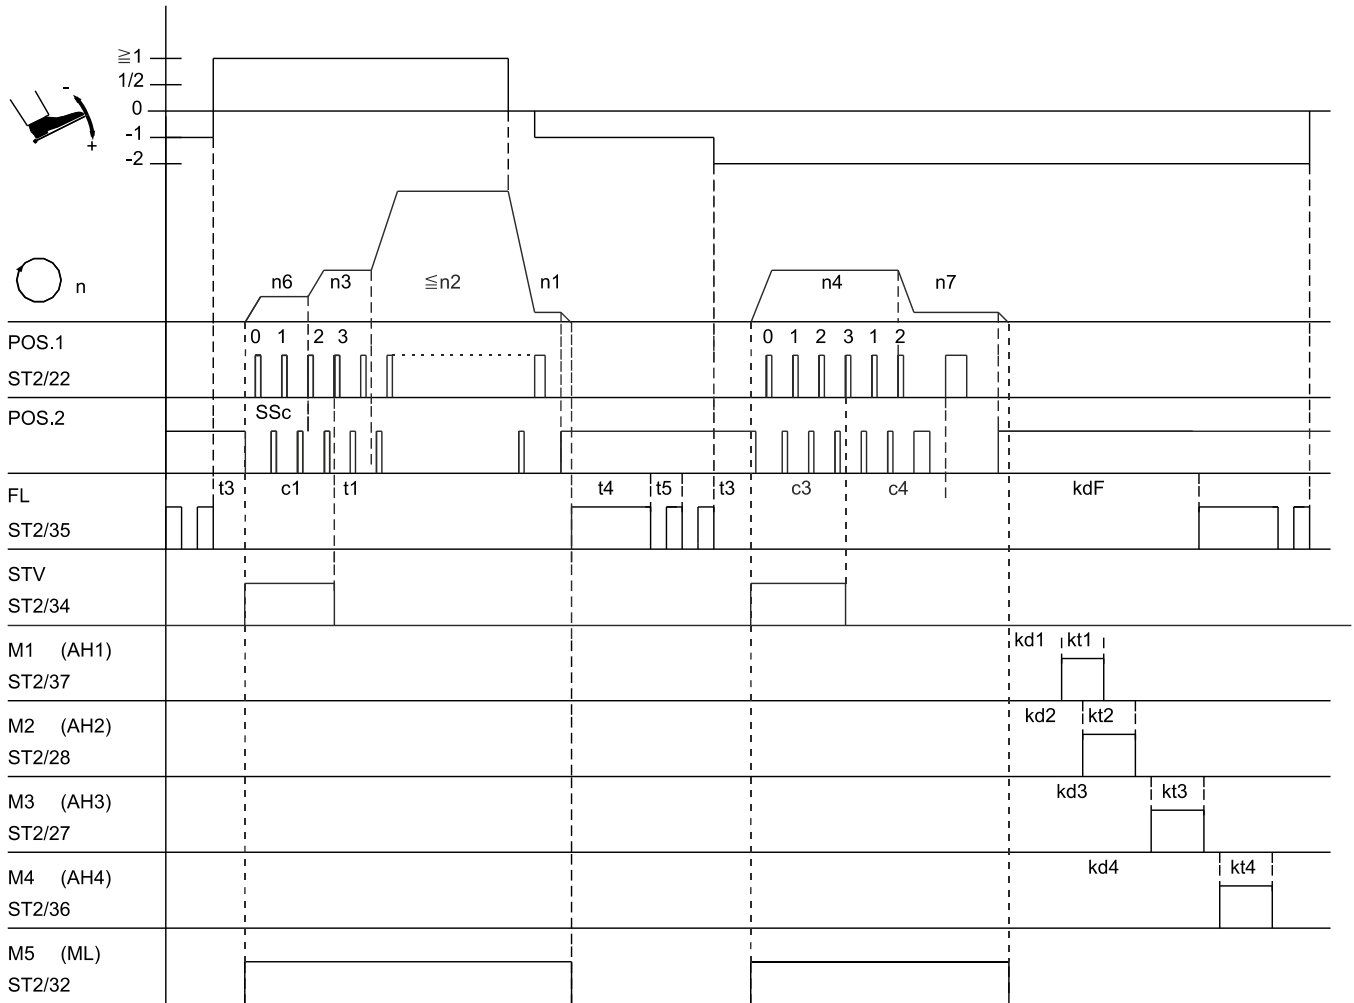 ≧1
1/2
0
-1
-2
-
+
n
n6 n3 ≦n2 n1 n4 n7
POS.1
0 1 2 3 0 1 2 3 1 2
ST2/22
POS.2 SSc
FL t3 c1 t1 t4 t5 t3 c3 c4 kdF
ST2/35
STV
ST2/34
M1 (AH1) kd1 kt1
ST2/37
M2 (AH2) kd2 kt2
ST2/28
M3 (AH3) kd3 kt3
ST2/27
M4 (AH4) kd4 kt4
ST2/36
M5 (ML)
ST2/32